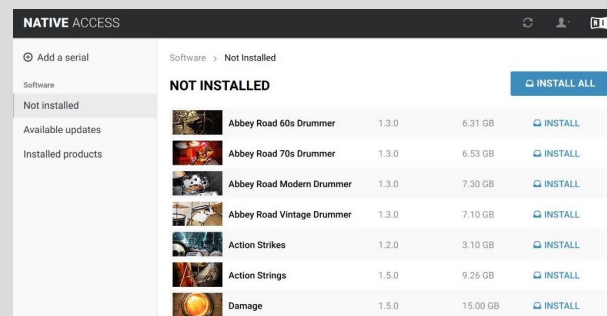 NATIVE ACCESS
Add a serial
Software
Not installed
Available updates
Installed products
Software > Not Installed
NOT INSTALLED
INSTALL ALL
Abbey Road 60s Drummer 1.3.0 6.31 GB INSTALL
Abbey Road 70s Drummer 1.3.0 6.53 GB INSTALL
Abbey Road Modern Drummer 1.3.0 7.30 GB INSTALL
Abbey Road Vintage Drummer 1.3.0 7.10 GB INSTALL
Action Strikes 1.2.0 3.10 GB INSTALL
Action Strings 1.5.0 9.26 GB INSTALL
Damage 1.5.0 15.00 GB INSTALL